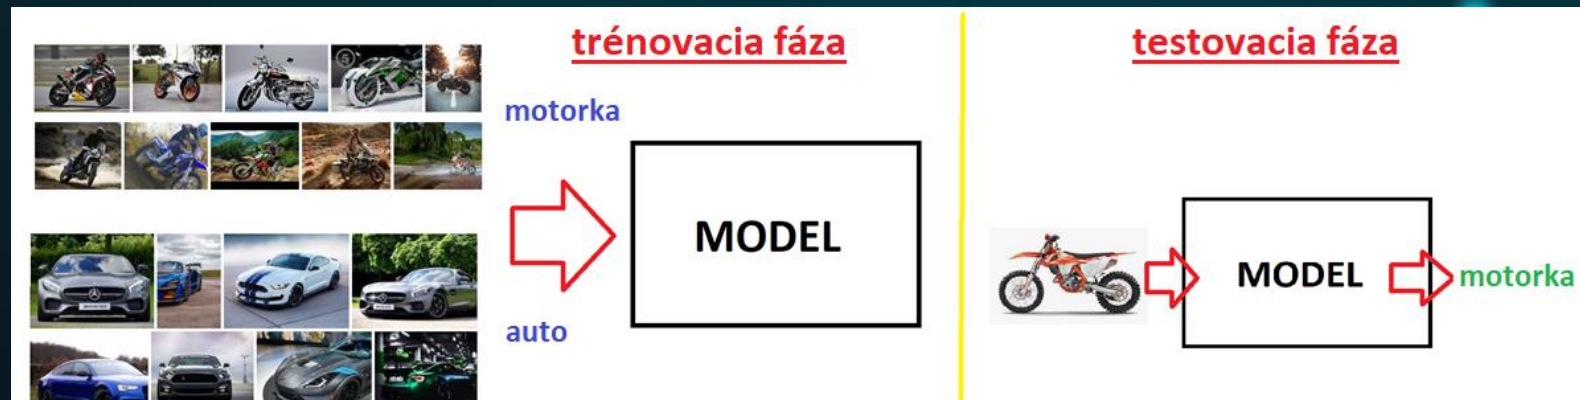 trénovacia fáza
motorka
MODEL
auto
testovacia fáza
MODEL
motorka